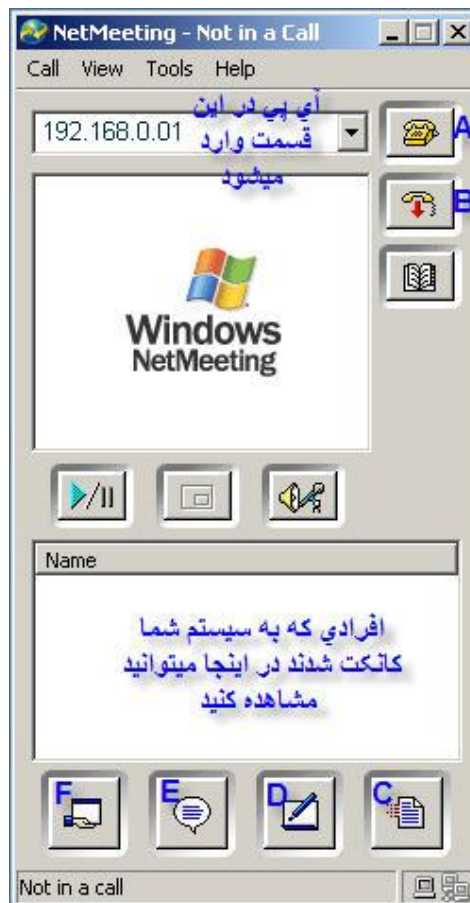 NetMeeting - Not in a Call
Call View Tools Help
192.168.0.01
آي پي در اين
قسمت وارد
ميشود
A
B
Windows
NetMeeting
Name
افرادي كه به سيستم شما
كانكت شدند در اينجا ميتوانيد
مشاهده كنيد
F E D C
Not in a call